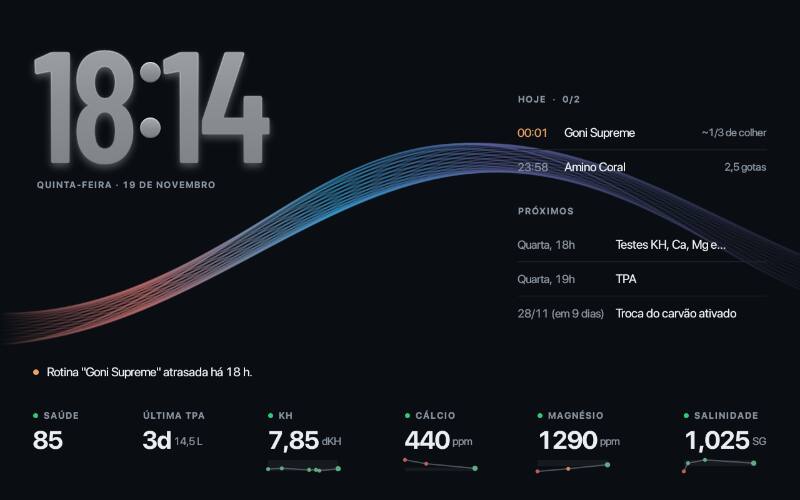 18:14
QUINTA-FEIRA · 19 DE NOVEMBRO
HOJE · 0/2
00:01 Goni Supreme ~1/3 de colher
23:58 Amino Coral 2,5 gotas
PRÓXIMOS
Quarta, 18h Testes KH, Ca, Mg e...
Quarta, 19h TPA
28/11 (em 9 dias) Troca do carvão ativado
Rotina "Goni Supreme" atrasada há 18 h.
SAÚDE ÚLTIMA TPA KH CÁLCIO MAGNÉSIO SALINIDADE
85 3d 14,5 L 7,85 dKH 440 ppm 1290 ppm 1,025 SG